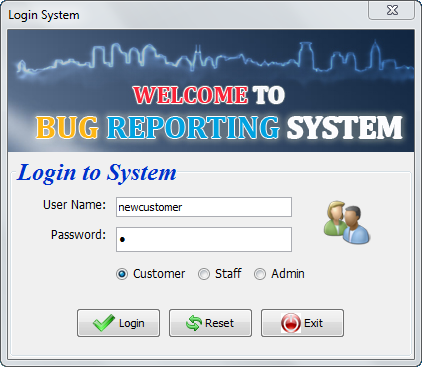 Login System
WELCOME TO
BUG REPORTING SYSTEM
Login to System
User Name: newcustomer
Password: •
Customer Staff Admin
Login Reset Exit